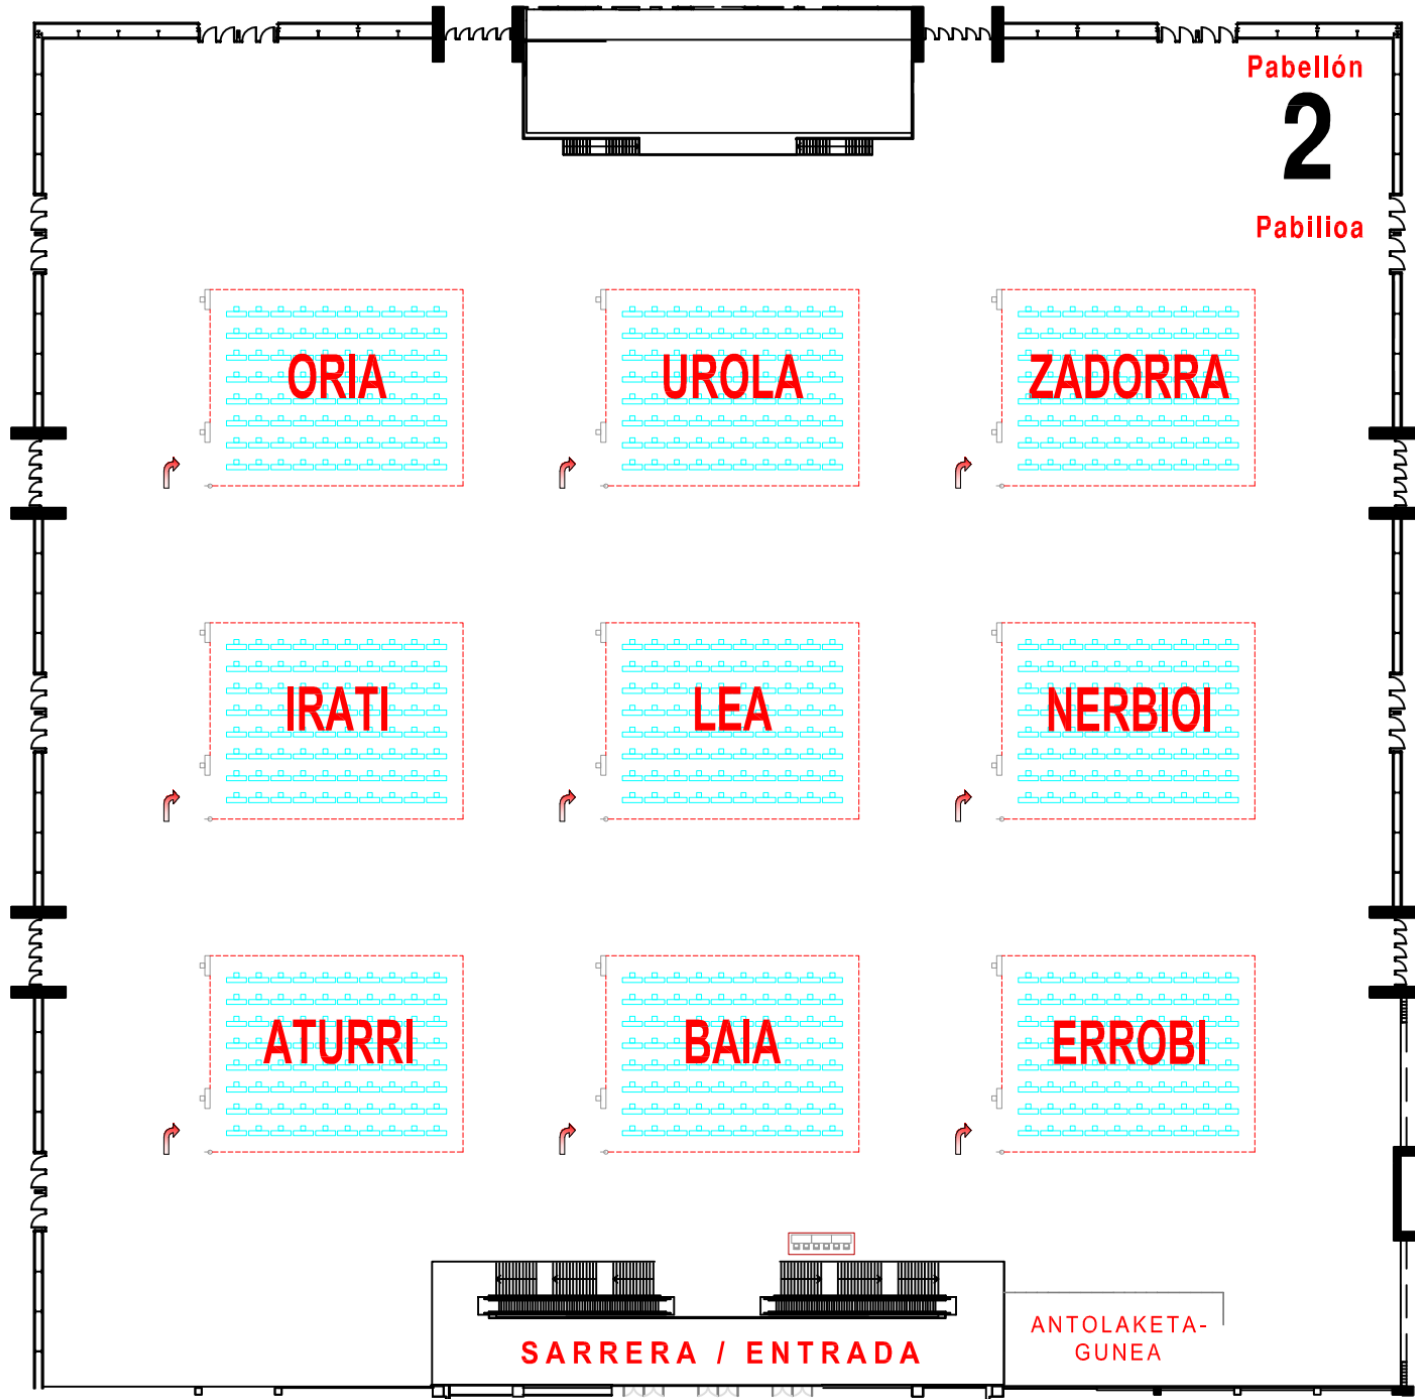 Pabellón
2
Pabilioa
ORIA
UROLA
ZADORRA
IRATI
LEA
NERBIOI
ATURRI
BAIA
ERROBI
SARRERA / ENTRADA
ANTOLAKETA-
GUNEA